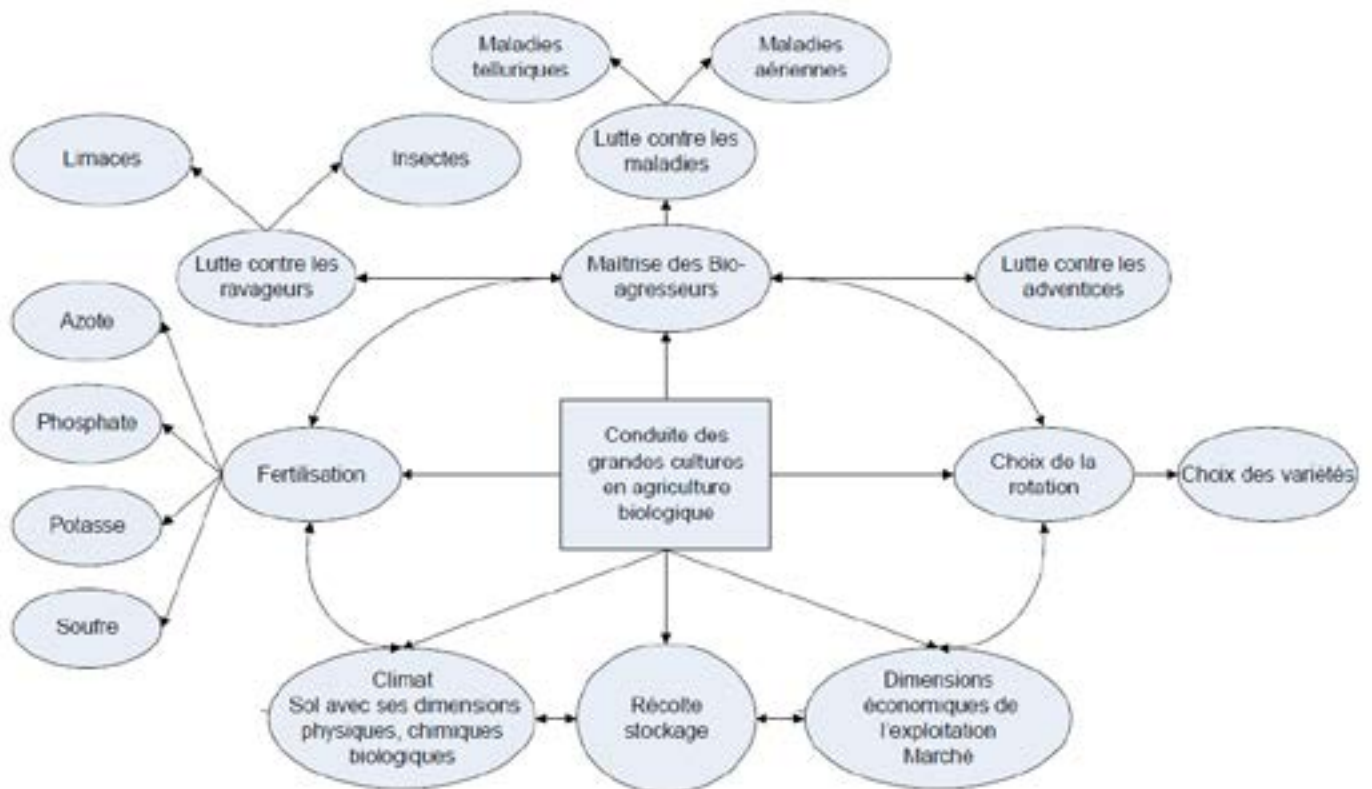 Maladies
telluriques
Maladies
aériennes
Limaces
Insectes
Lutte contre les
maladies
Lutte contre les
ravageurs
Maîtrise des Bio-
agresseurs
Lutte contre les
adventices
Azote
Phosphate
Potasse
Soufre
Fertilisation
Conduite des
grandes cultures
en agriculture
biologique
Choix de la
rotation
Choix des variétés
Climat
Sol avec ses dimensions
physiques, chimiques
biologiques
Récolte
stockage
Dimensions
économiques de
l'exploitation
Marché